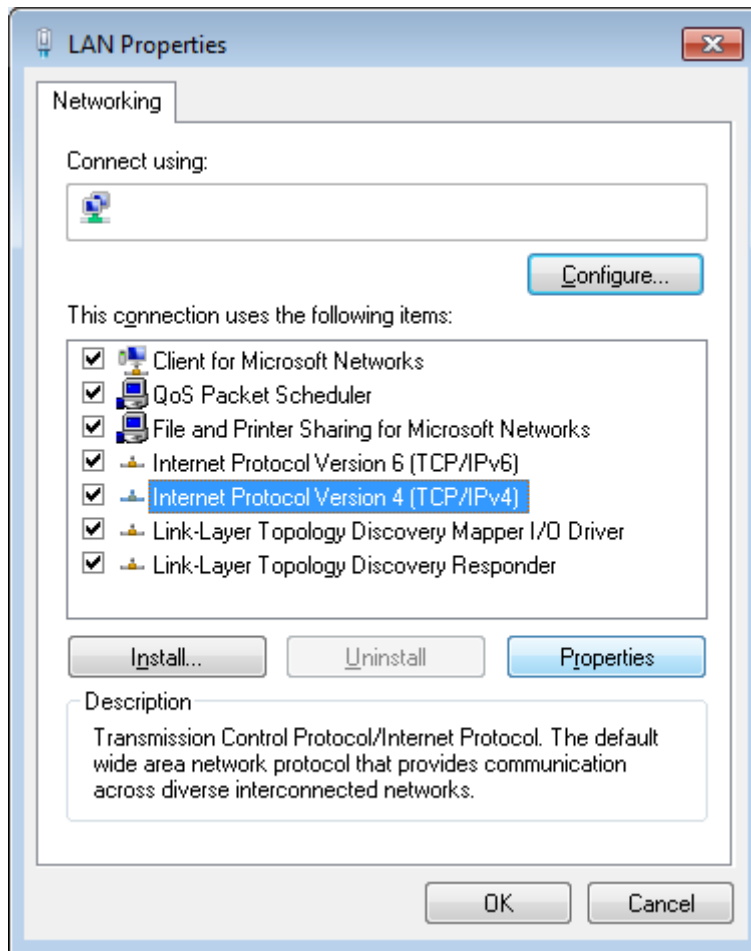 LAN Properties
Networking
Connect using:
Configure...
This connection uses the following items:
Client for Microsoft Networks
QoS Packet Scheduler
File and Printer Sharing for Microsoft Networks
Internet Protocol Version 6 (TCP/IPv6)
Internet Protocol Version 4 (TCP/IPv4)
Link-Layer Topology Discovery Mapper I/O Driver
Link-Layer Topology Discovery Responder
Install... Uninstall Properties
Description
Transmission Control Protocol/Internet Protocol. The default
wide area network protocol that provides communication
across diverse interconnected networks.
OK Cancel